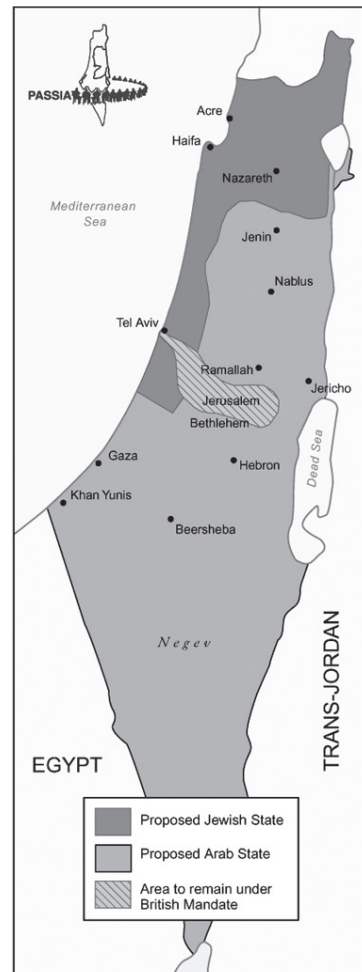 PASSIA
Acre
Haifa
Nazareth
Mediterranean
Sea
Jenin
Nablus
Tel Aviv
Ramallah
Jericho
Jerusalem
Bethlehem
Dead Sea
Gaza
Hebron
Khan Yunis
Beersheba
Negev
TRANS-JORDAN
EGYPT
Proposed Jewish State
Proposed Arab State
Area to remain under
British Mandate